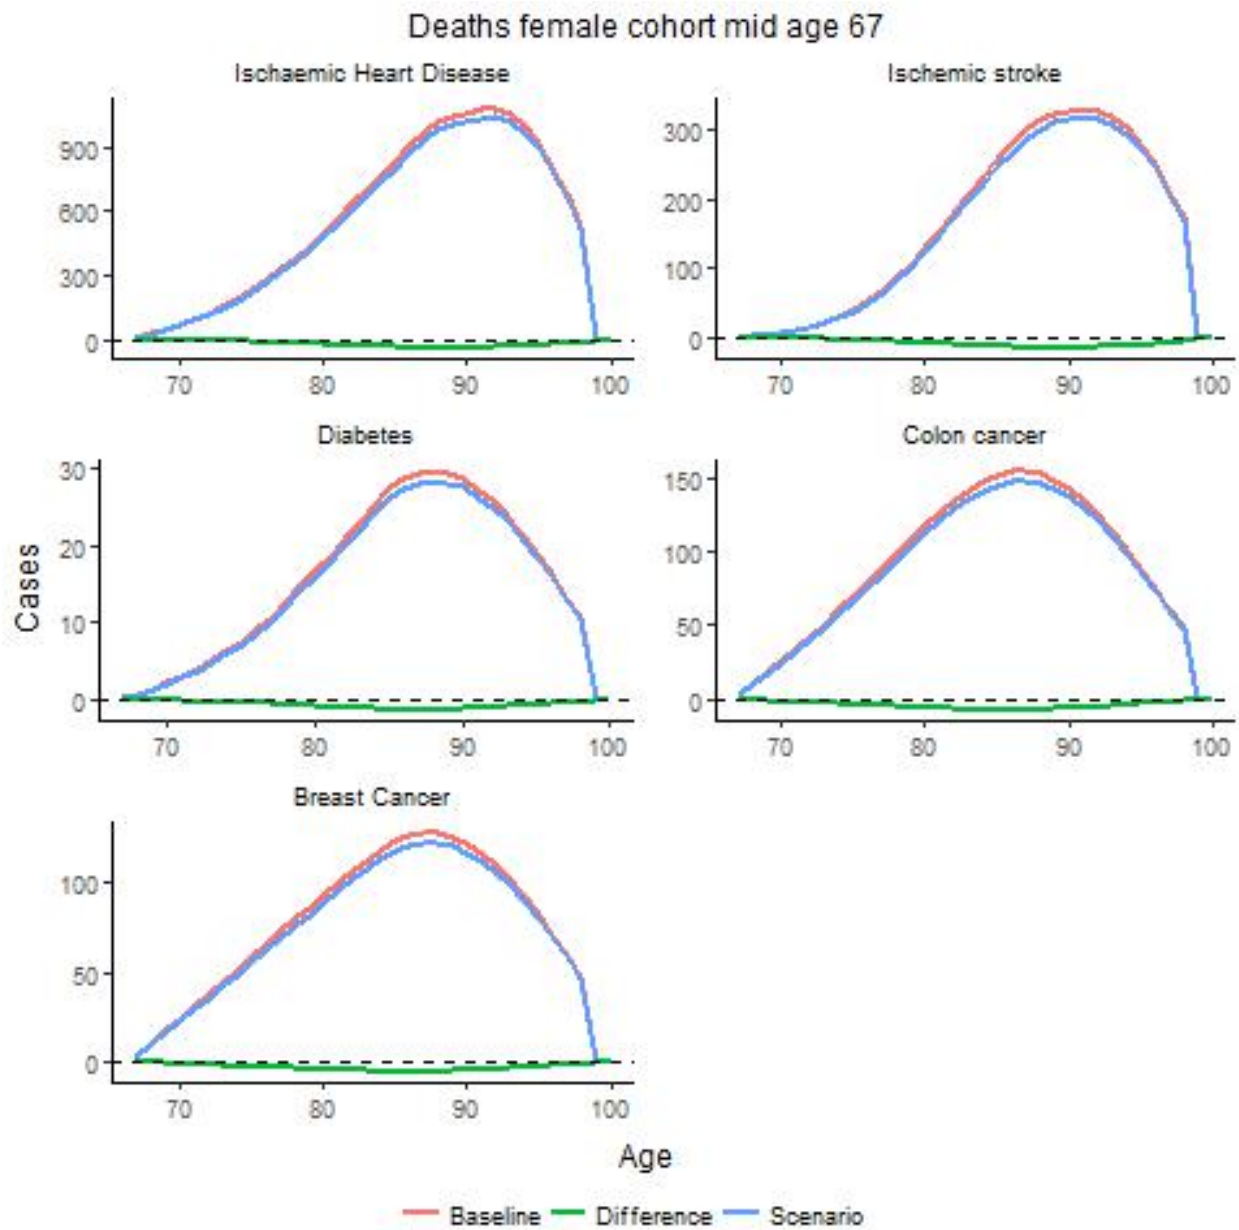 Deaths female cohort mid age 67
Ischaemic Heart Disease
Ischemic stroke
900
600
300
0
70 80 90 100
300
200
100
0
70 80 90 100
Diabetes
Colon cancer
30
20
10
0
70 80 90 100
150
100
50
0
70 80 90 100
Breast Cancer
100
50
0
70 80 90 100
Cases
Age
Baseline Difference Scenario